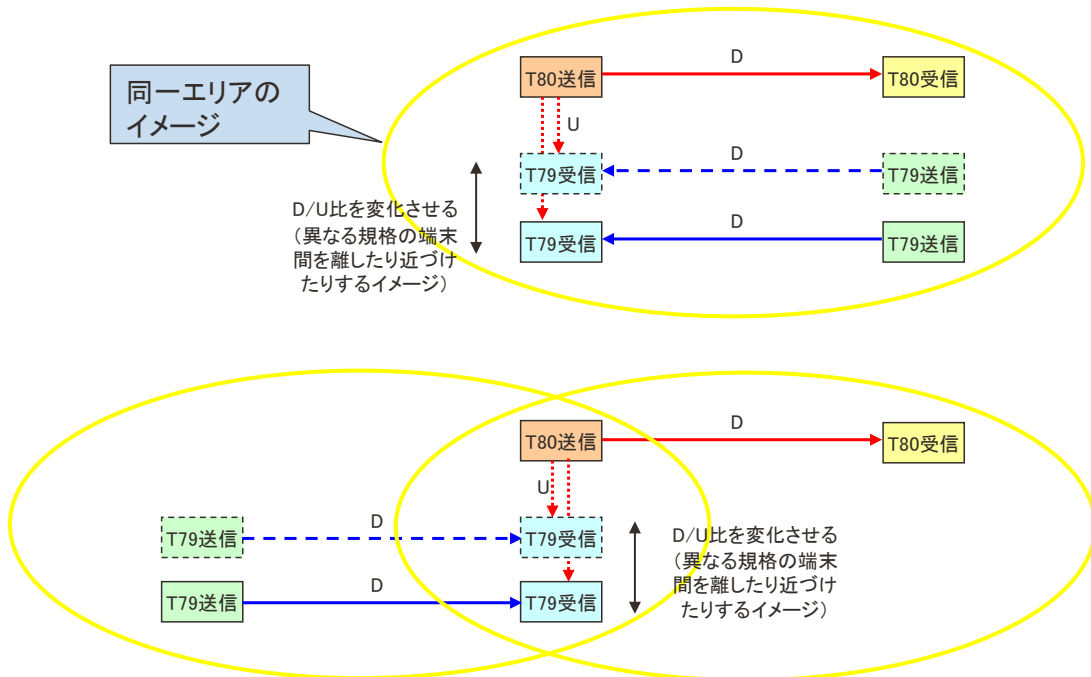 同一エリアの
イメージ
D
T80送信
T80受信
U
D
T79受信
T79送信
D/U比を変化させる
(異なる規格の端末
間を離したり近づけ
たりするイメージ)
D
T79受信
T79送信
D
T80送信
T80受信
U
D
T79送信
T79受信
D/U比を変化させる
(異なる規格の端末
間を離したり近づけ
たりするイメージ)
D
T79送信
T79受信